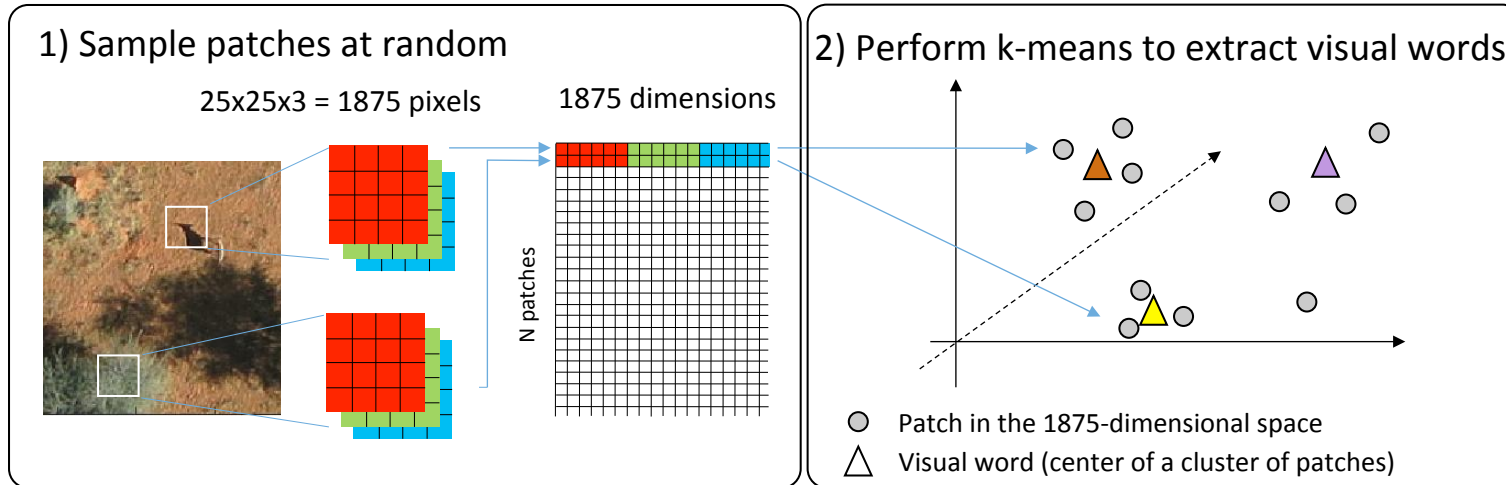 1) Sample patches at random
25x25x3 = 1875 pixels
1875 dimensions
N patches
2) Perform k-means to extract visual words
Patch in the 1875-dimensional space
Visual word (center of a cluster of patches)